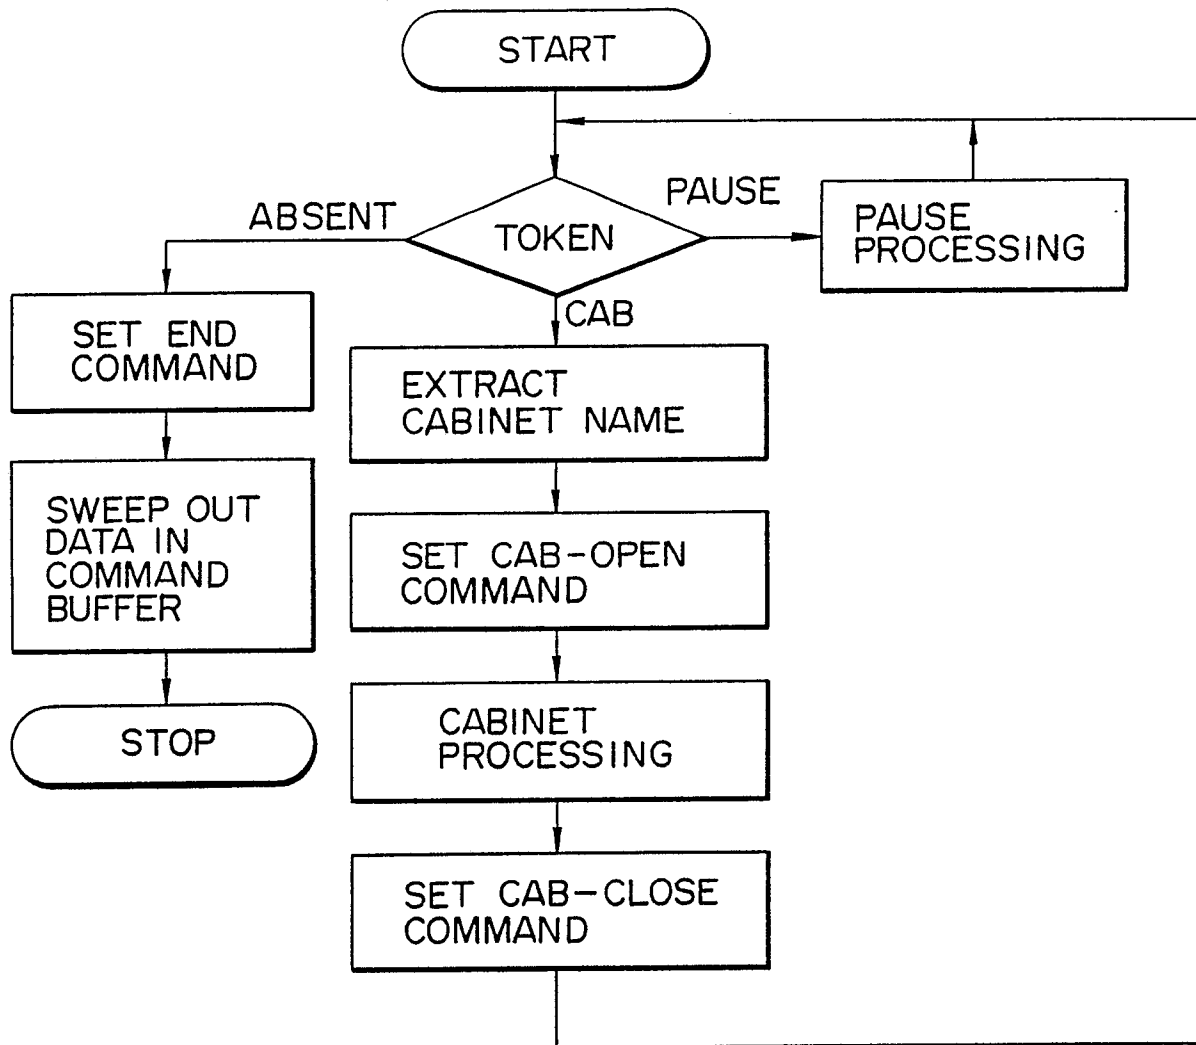 START
PAUSE
ABSENT
TOKEN
PAUSE
PROCESSING
CAB
SET END
COMMAND
EXTRACT
CABINET NAME
SWEEP OUT
DATA IN
COMMAND
BUFFER
SET CAB-OPEN
COMMAND
STOP
CABINET
PROCESSING
SET CAB-CLOSE
COMMAND